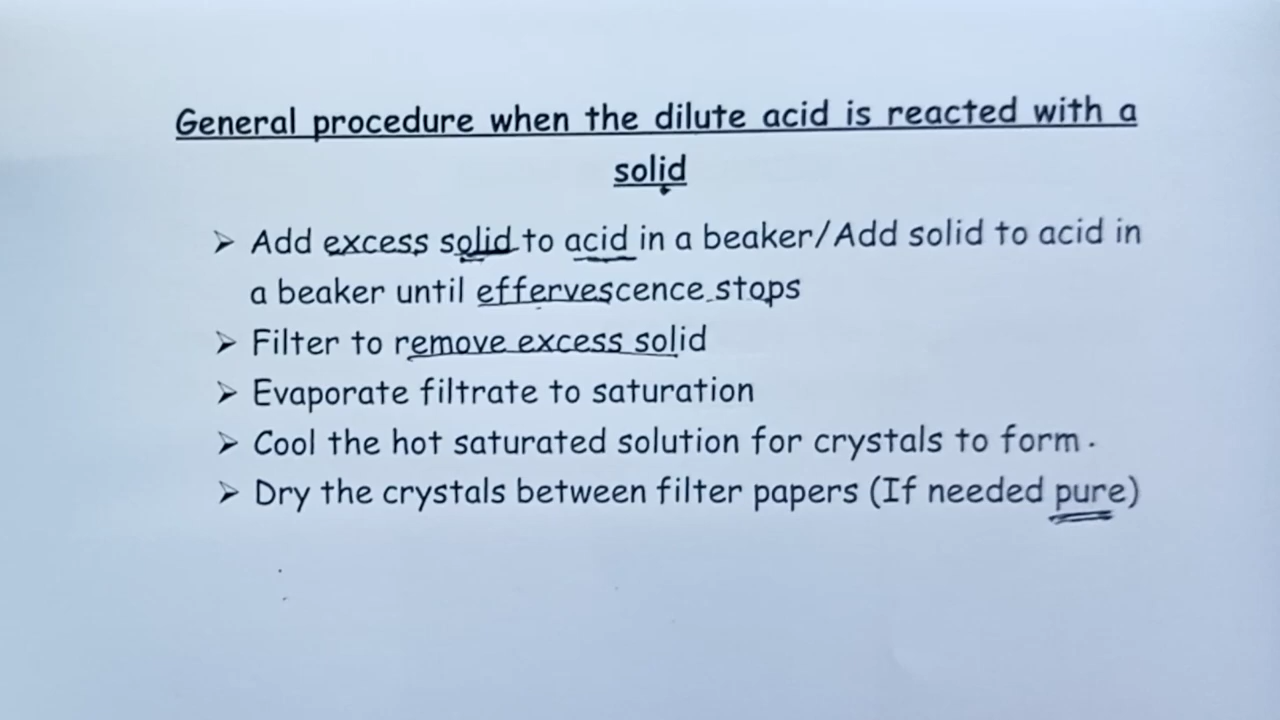 General procedure when the dilute acid is reacted with a
solid
➢ Add excess solid to acid in a beaker/Add solid to acid in
a beaker until effervescence stops
➢ Filter to remove excess solid
➢ Evaporate filtrate to saturation
➢ Cool the hot saturated solution for crystals to form.
➢ Dry the crystals between filter papers (If needed pure)